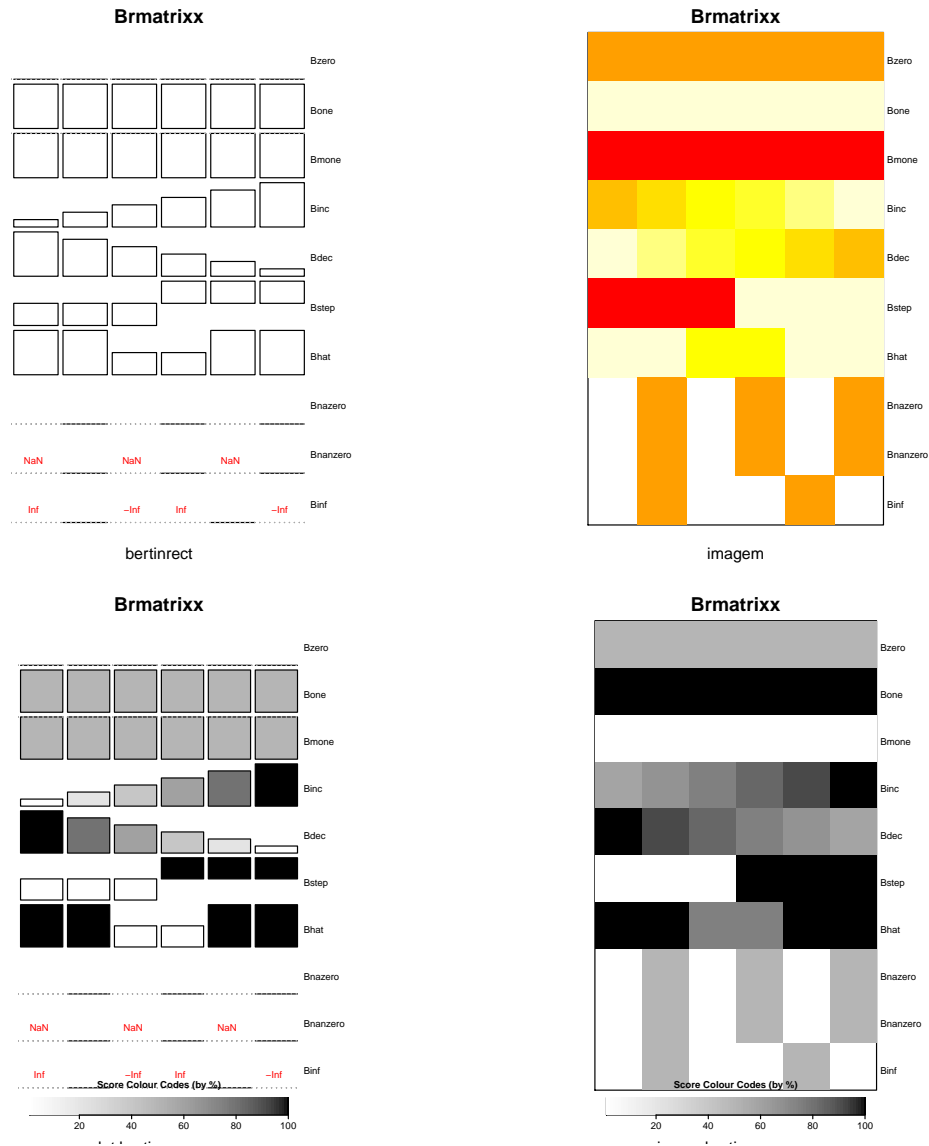 Brmatrixx
Bzero
Bone
Bmone
Binc
Bdec
Bstep
Bhat
Bnazero
NaN NaN NaN Bnanzero
Inf −Inf Inf −Inf Binf
bertinrect
Brmatrixx
Bzero
Bone
Bmone
Binc
Bdec
Bstep
Bhat
Bnazero
Bnanzero
Binf
imagem
Brmatrixx
Bzero
Bone
Bmone
Binc
Bdec
Bstep
Bhat
Bnazero
NaN NaN NaN Bnanzero
Inf −Inf Inf −Inf Binf
Score Colour Codes (by %)
20 40 60 80 100
Brmatrixx
Bzero
Bone
Bmone
Binc
Bdec
Bstep
Bhat
Bnazero
Bnanzero
Binf
Score Colour Codes (by %)
20 40 60 80 100